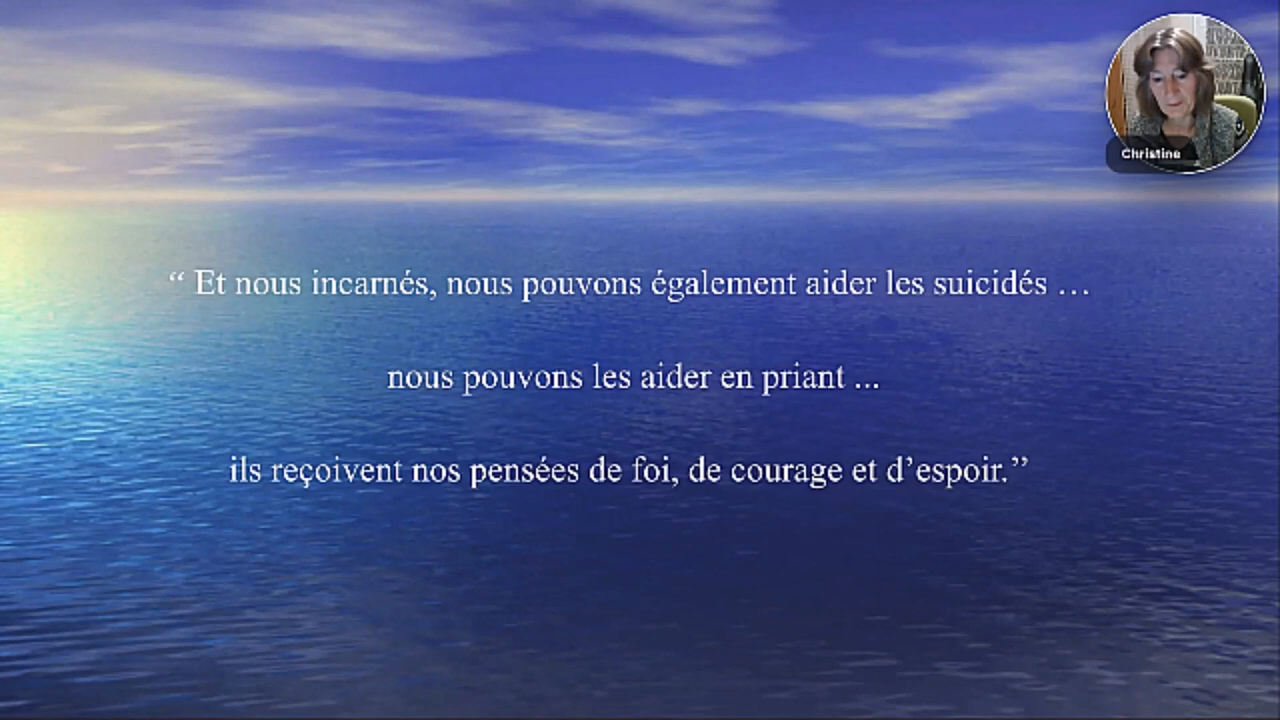 Christine
“ Et nous incarnés, nous pouvons également aider les suicidés …
nous pouvons les aider en priant ...
ils reçoivent nos pensées de foi, de courage et d’espoir.”